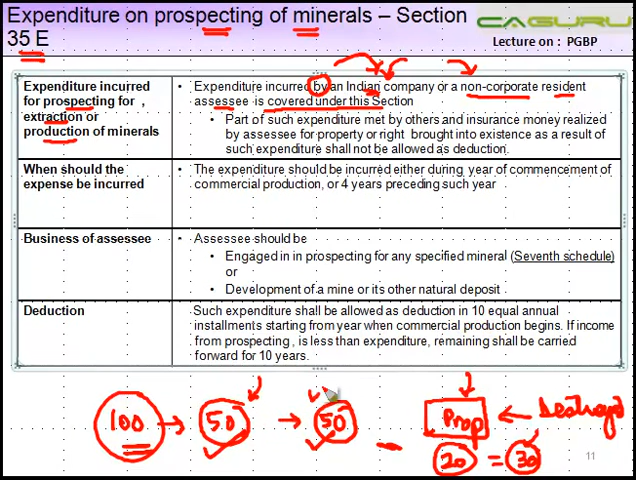 Expenditure on prospecting of minerals – Section
35 E
CAGURU
Lecture on : PGBP
Expenditure incurred
for prospecting for ,
extraction or
production of minerals
• Expenditure incurred by an Indian company or a non-corporate resident
assessee is covered under this Section
• Part of such expenditure met by others and insurance money realized
by assessee for property or right brought into existence as a result of
such expenditure shall not be allowed as deduction.
When should the
expense be incurred
• The expenditure should be incurred either during year of commencement of
commercial production, or 4 years preceding such year
Business of assessee
• Assessee should be
• Engaged in in prospecting for any specified mineral (Seventh schedule)
or
• Development of a mine or its other natural deposit
Deduction
Such expenditure shall be allowed as deduction in 10 equal annual
installments starting from year when commercial production begins. If income
from prospecting, is less than expenditure, remaining shall be carried
forward for 10 years.
100 → 50 → 50 - Prop ← Destroyed
20 = 30
11